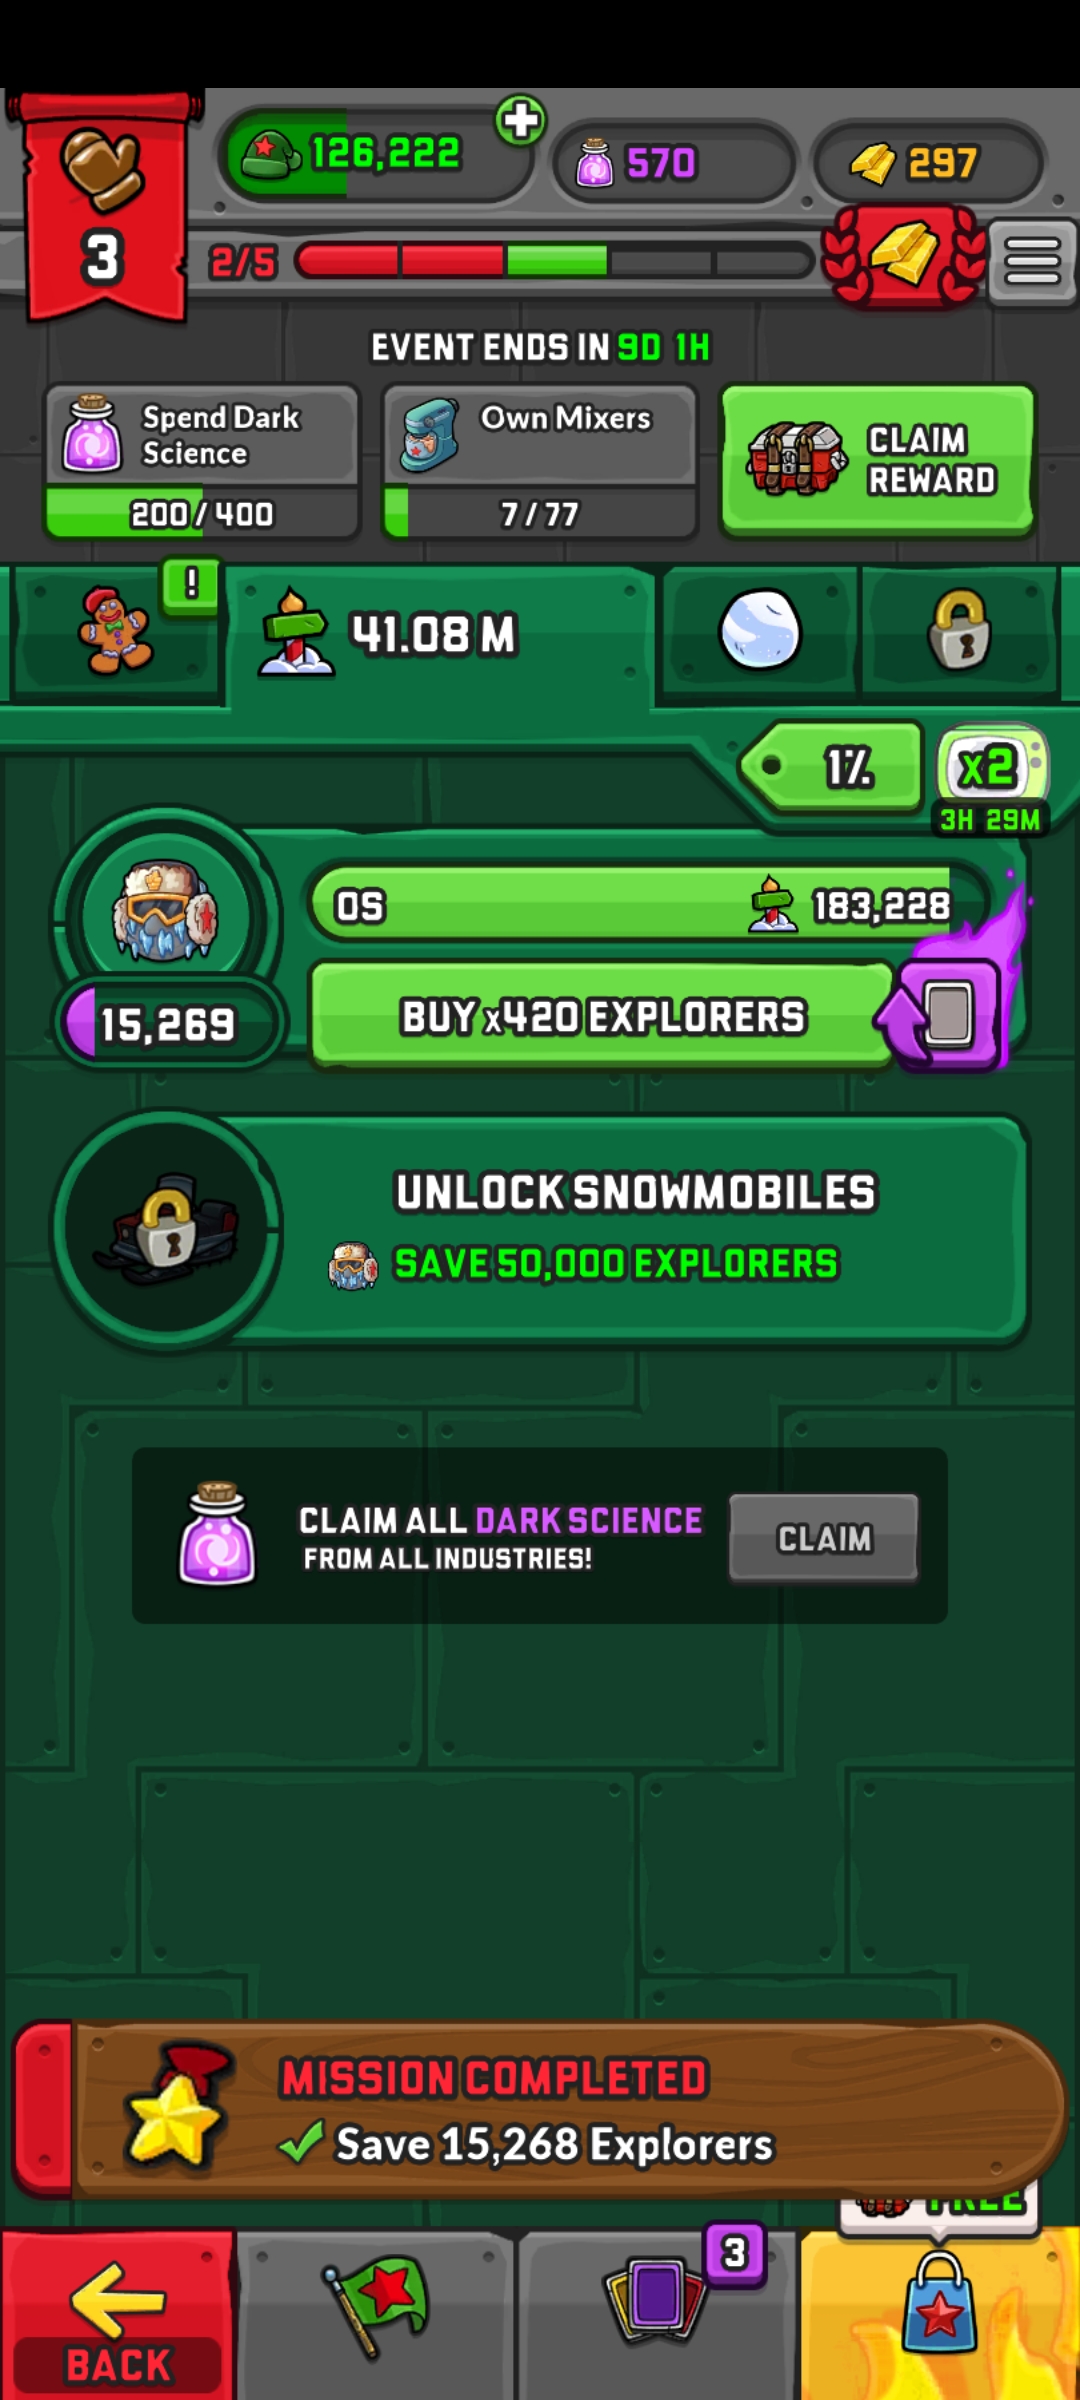 126,222
570
297
3
2/5
EVENT ENDS IN 9D 1H
Spend Dark
Science
200/400
Own Mixers
7/77
CLAIM
REWARD
!
41.08 M
1%
x2
3H 29M
0S
183,228
15,269
BUY x420 EXPLORERS
UNLOCK SNOWMOBILES
SAVE 50,000 EXPLORERS
CLAIM ALL DARK SCIENCE
FROM ALL INDUSTRIES!
CLAIM
MISSION COMPLETED
Save 15,268 Explorers
FREE
3
BACK